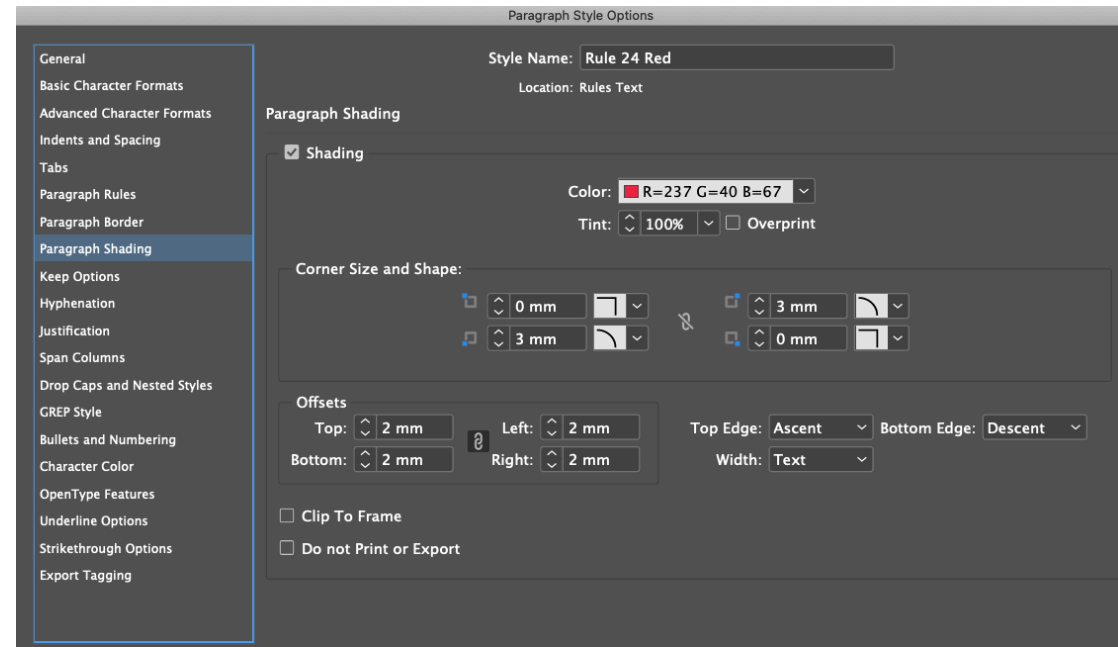 Paragraph Style Options
General
Basic Character Formats
Advanced Character Formats
Indents and Spacing
Tabs
Paragraph Rules
Paragraph Border
Paragraph Shading
Keep Options
Hyphenation
Justification
Span Columns
Drop Caps and Nested Styles
GREP Style
Bullets and Numbering
Character Color
OpenType Features
Underline Options
Strikethrough Options
Export Tagging
Style Name: Rule 24 Red
Location: Rules Text
Paragraph Shading
Shading
Color: R=237 G=40 B=67
Tint: 100% Overprint
Corner Size and Shape:
0 mm 3 mm
3 mm 0 mm
Offsets
Top: 2 mm Left: 2 mm Top Edge: Ascent Bottom Edge: Descent
Bottom: 2 mm Right: 2 mm Width: Text
Clip To Frame
Do not Print or Export